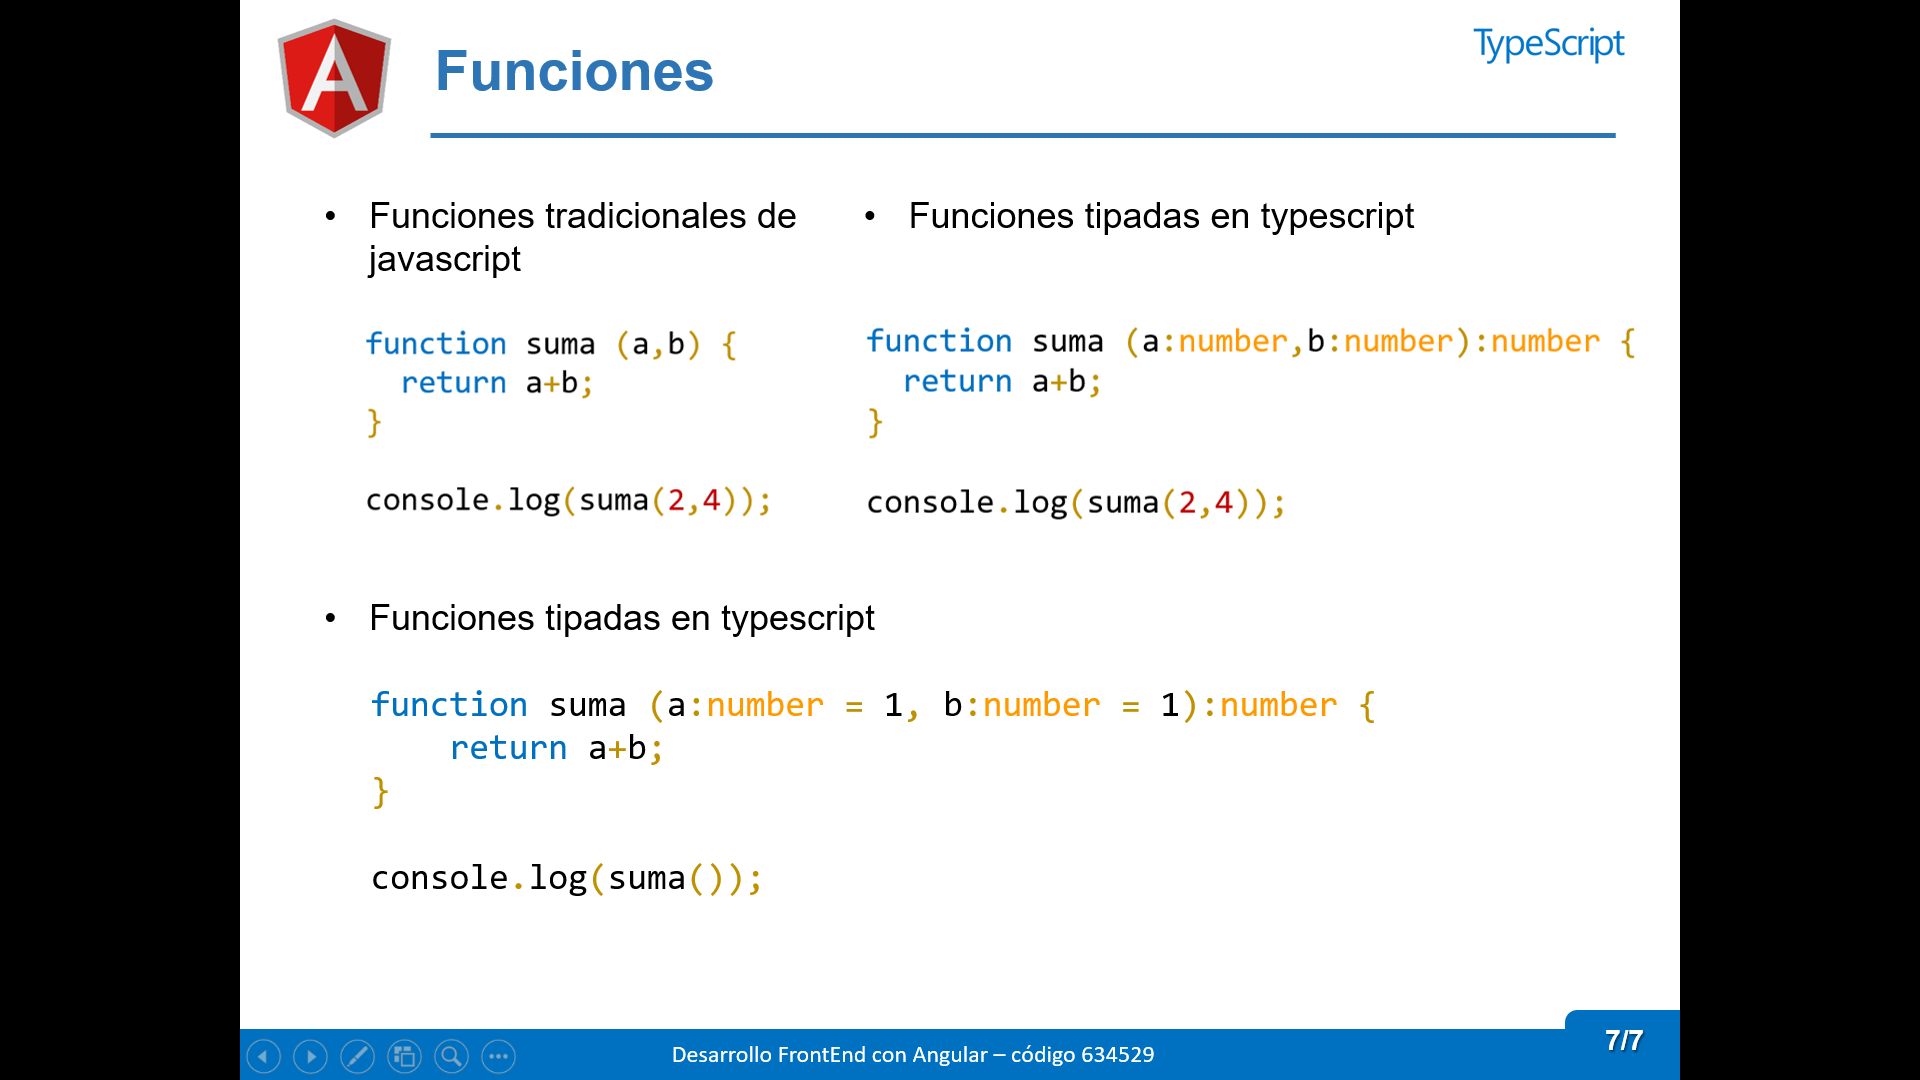 Funciones
TypeScript
• Funciones tradicionales de
javascript
function suma (a,b) {
  return a+b;
}
console.log(suma(2,4));
• Funciones tipadas en typescript
function suma (a:number,b:number):number {
  return a+b;
}
console.log(suma(2,4));
• Funciones tipadas en typescript
function suma (a:number = 1, b:number = 1):number {
    return a+b;
}
console.log(suma());
Desarrollo FrontEnd con Angular – código 634529
7/7